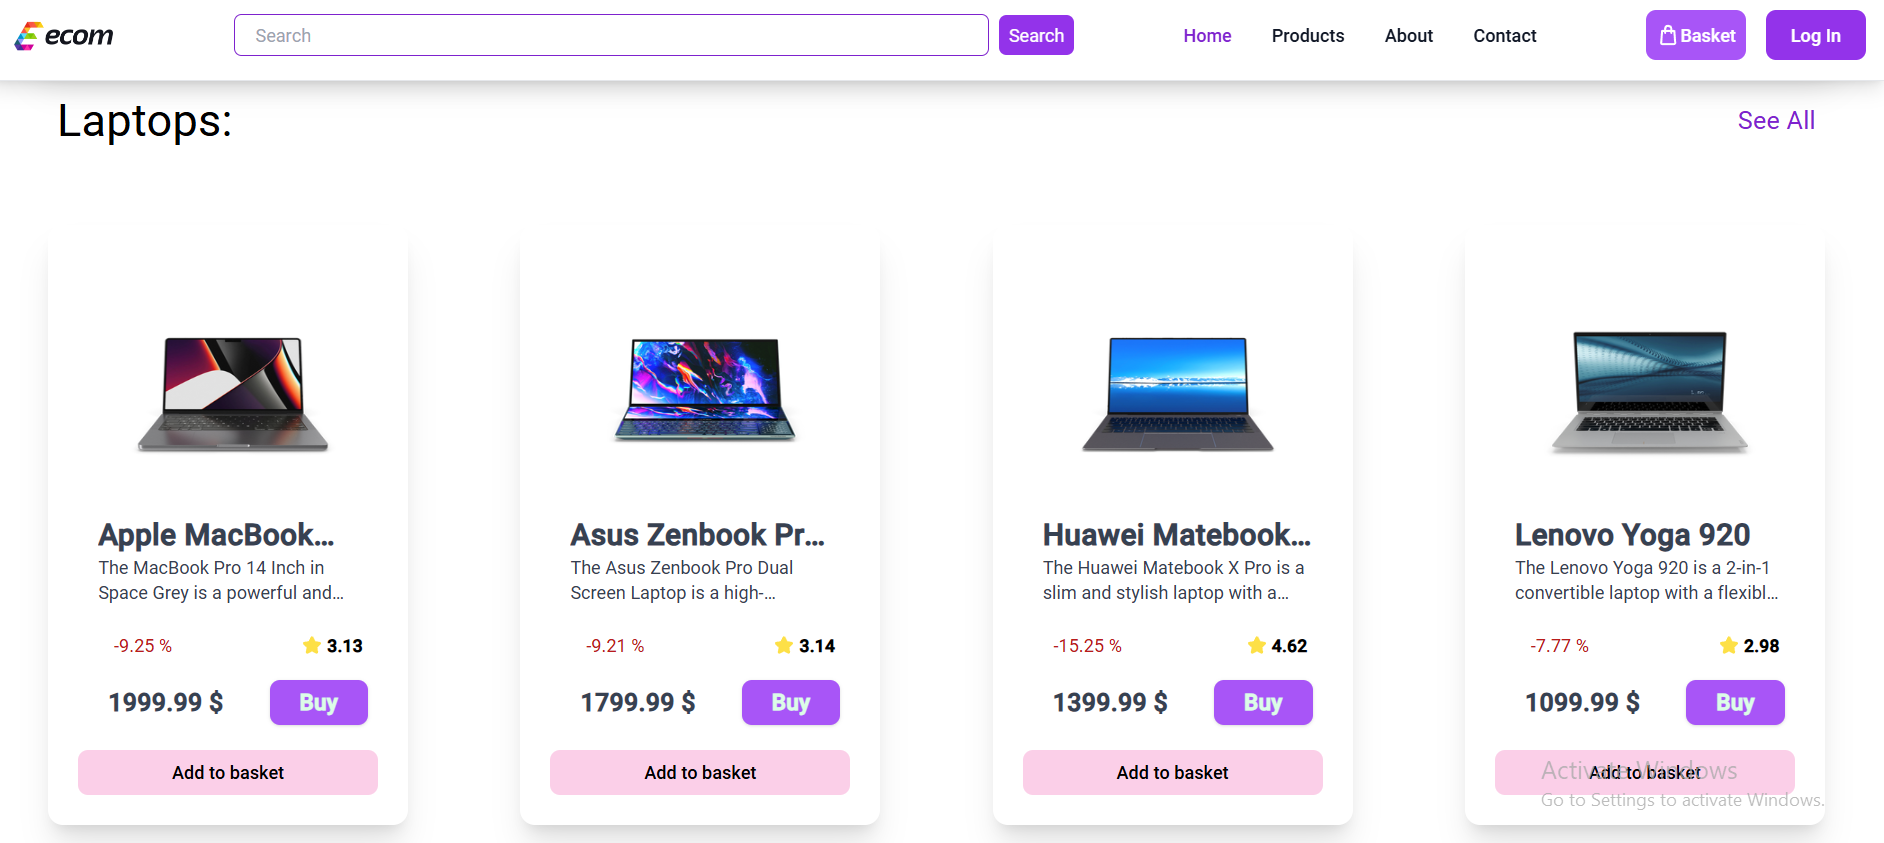 ecom
Search
Search
Home
Products
About
Contact
Basket
Log In
Laptops:
See All
Apple MacBook...
The MacBook Pro 14 Inch in
Space Grey is a powerful and...
-9.25 %
3.13
1999.99 $
Buy
Add to basket
Asus Zenbook Pr...
The Asus Zenbook Pro Dual
Screen Laptop is a high-...
-9.21 %
3.14
1799.99 $
Buy
Add to basket
Huawei Matebook...
The Huawei Matebook X Pro is a
slim and stylish laptop with a...
-15.25 %
4.62
1399.99 $
Buy
Add to basket
Lenovo Yoga 920
The Lenovo Yoga 920 is a 2-in-1
convertible laptop with a flexibl...
-7.77 %
2.98
1099.99 $
Buy
Add to basket
Activate Windows
Go to Settings to activate Windows.